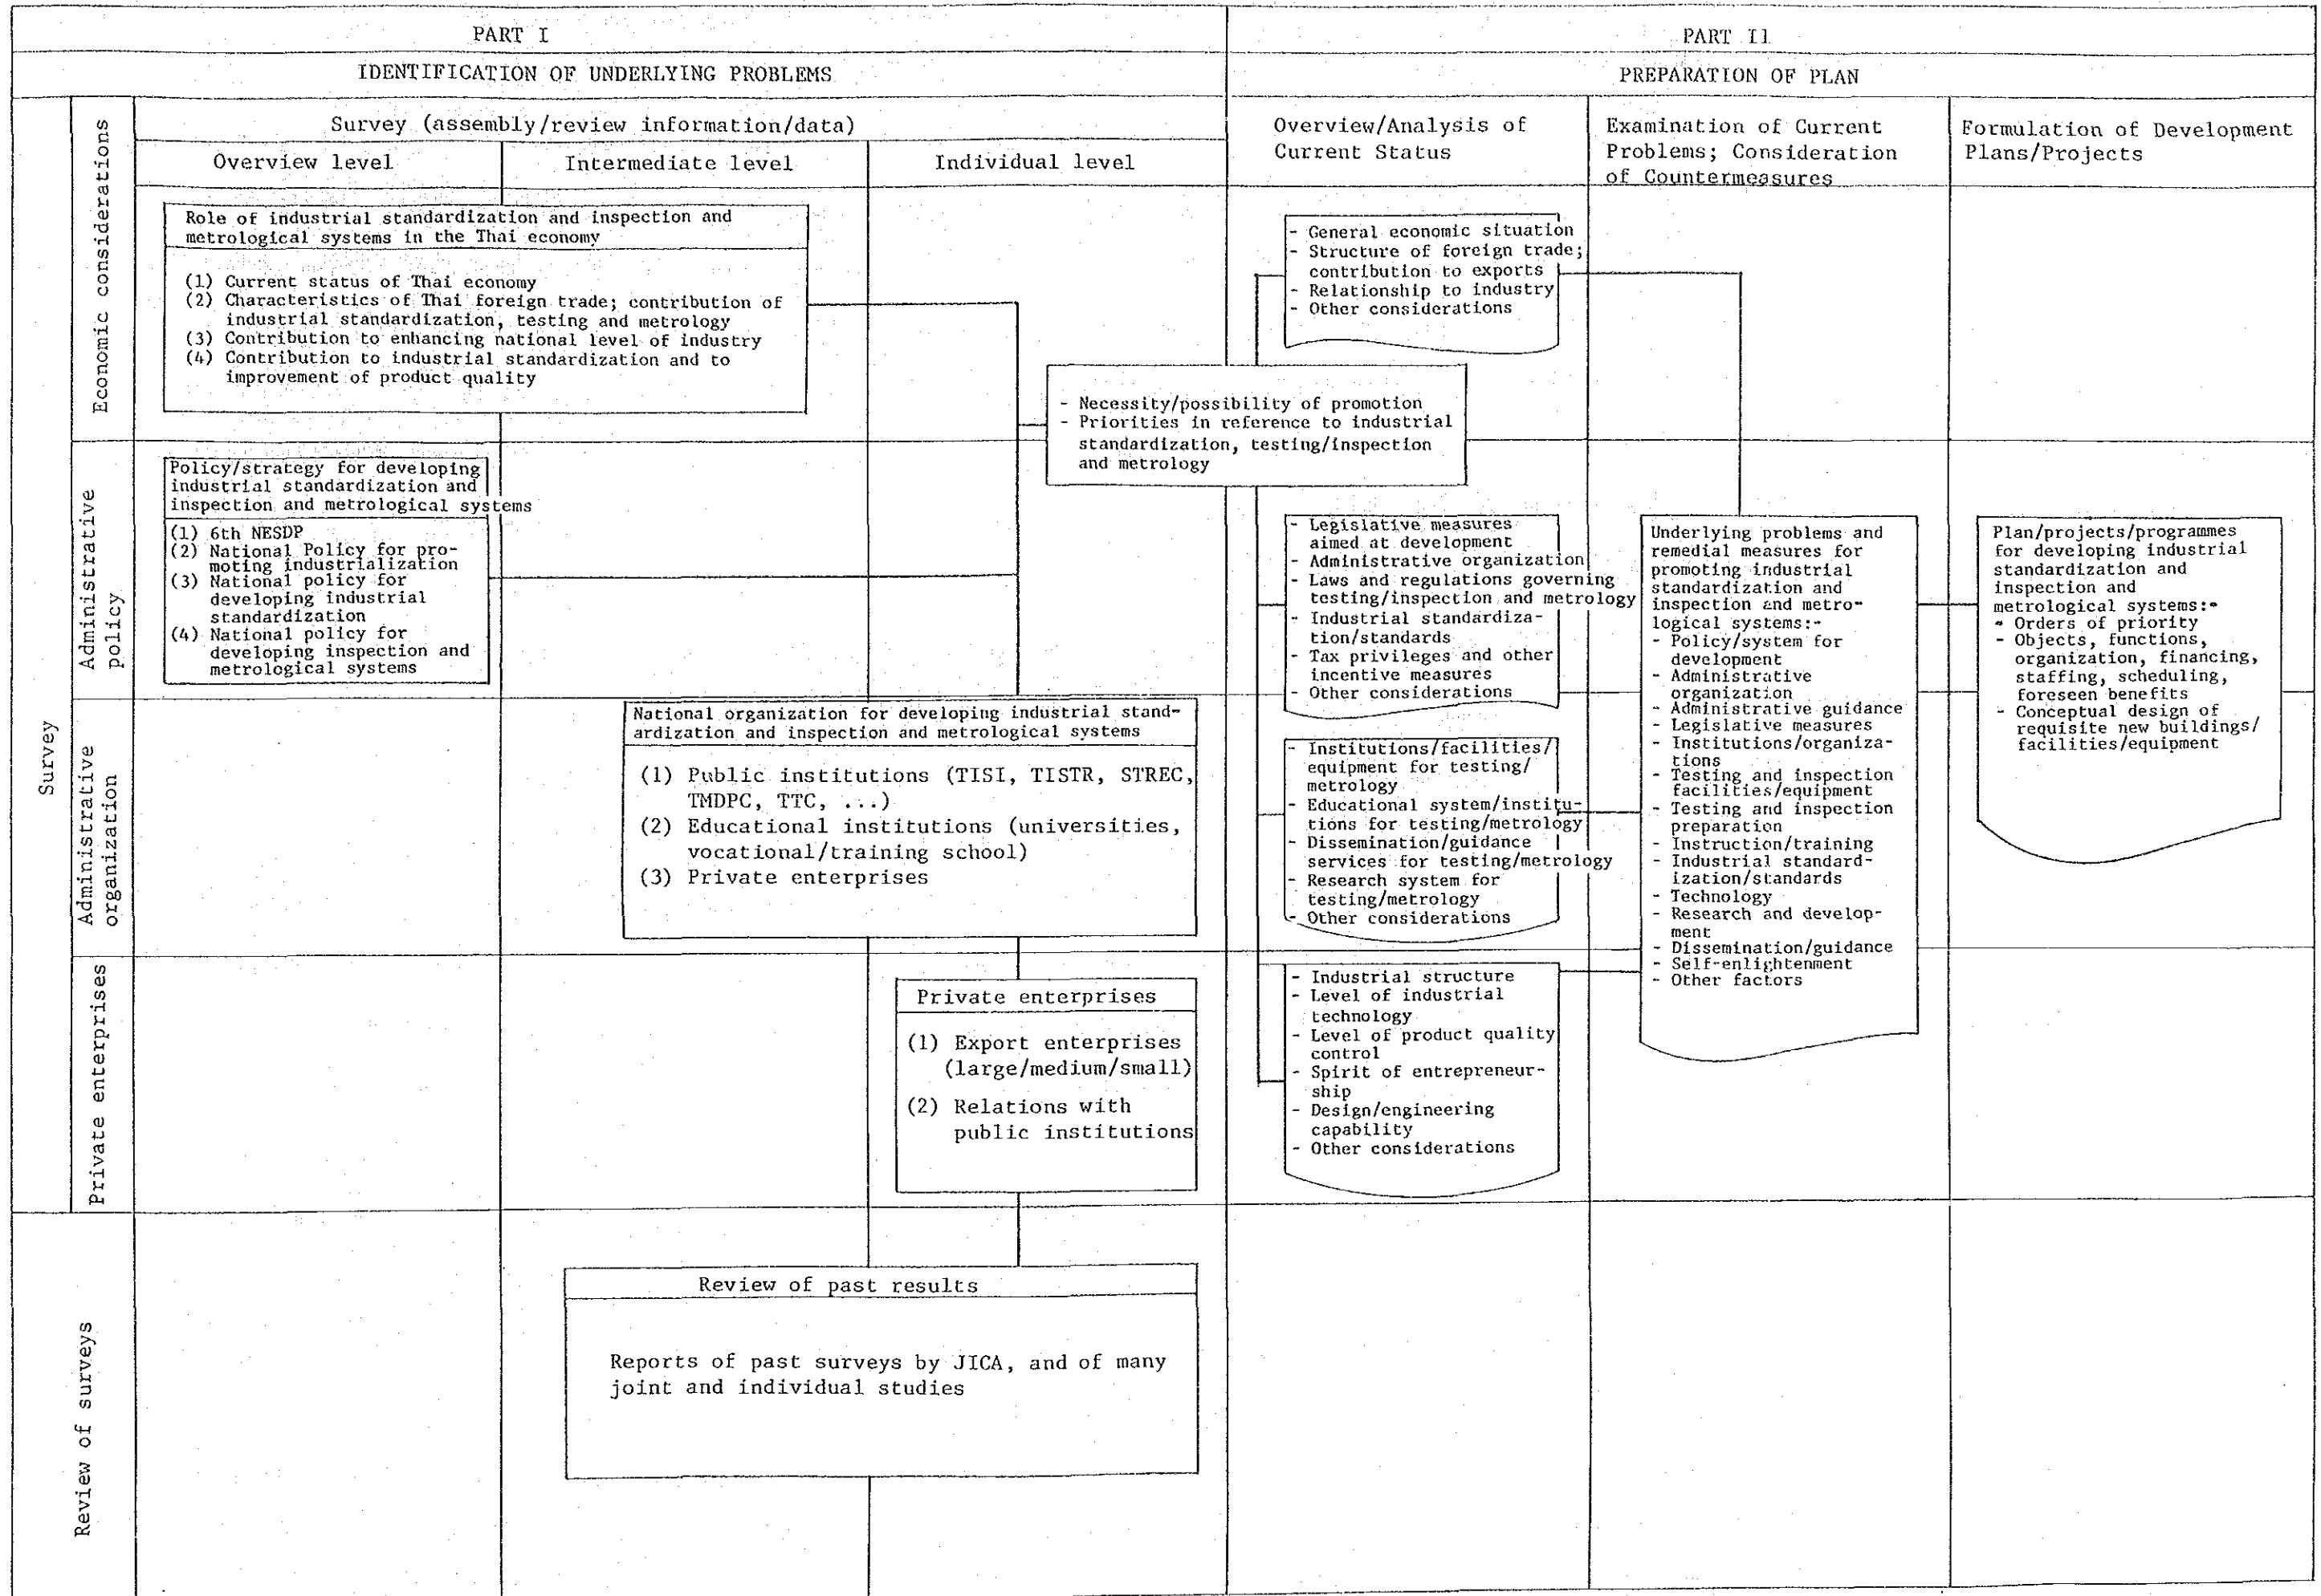 PART I
PART II
IDENTIFICATION OF UNDERLYING PROBLEMS
PREPARATION OF PLAN
Survey (assembly/review information/data)
Overview level
Intermediate level
Individual level
Overview/Analysis of
Current Status
Examination of Current
Problems; Consideration
of Countermeasures
Formulation of Development
Plans/Projects
Survey
Economic considerations
Role of industrial standardization and inspection and
metrological systems in the Thai economy
(1) Current status of Thai economy
(2) Characteristics of Thai foreign trade; contribution of
industrial standardization, testing and metrology
(3) Contribution to enhancing national level of industry
(4) Contribution to industrial standardization and to
improvement of product quality
- General economic situation
- Structure of foreign trade;
contribution to exports
- Relationship to industry
- Other considerations
- Necessity/possibility of promotion
- Priorities in reference to industrial
standardization, testing/inspection
and metrology
Administrative
policy
Policy/strategy for developing
industrial standardization and
inspection and metrological systems
(1) 6th NESDP
(2) National Policy for pro-
moting industrialization
(3) National policy for
developing industrial
standardization
(4) National policy for
developing inspection and
metrological systems
- Legislative measures
aimed at development
- Administrative organization
- Laws and regulations governing
testing/inspection and metrology
- Industrial standardiza-
tion/standards
- Tax privileges and other
incentive measures
- Other considerations
Underlying problems and
remedial measures for
promoting industrial
standardization and
inspection and metro-
logical systems:-
- Policy/system for
development
- Administrative
organization
- Administrative guidance
- Legislative measures
- Institutions/organiza-
tions
- Testing and inspection
facilities/equipment
- Testing and inspection
preparation
- Instruction/training
- Industrial standard-
ization/standards
- Technology
- Research and develop-
ment
- Dissemination/guidance
- Self-enlightenment
- Other factors
Plan/projects/programmes
for developing industrial
standardization and
inspection and
metrological systems:-
- Orders of priority
- Objects, functions,
organization, financing,
staffing, scheduling,
foreseen benefits
- Conceptual design of
requisite new buildings/
facilities/equipment
Administrative
organization
National organization for developing industrial stand-
ardization and inspection and metrological systems
(1) Public institutions (TISI, TISTR, STREC,
TMDPC, TTC, ...)
(2) Educational institutions (universities,
vocational/training school)
(3) Private enterprises
- Institutions/facilities/
equipment for testing/
metrology
- Educational system/institu-
tions for testing/metrology
- Dissemination/guidance
services for testing/metrology
- Research system for
testing/metrology
- Other considerations
Private enterprises
Private enterprises
(1) Export enterprises
(large/medium/small)
(2) Relations with
public institutions
- Industrial structure
- Level of industrial
technology
- Level of product quality
control
- Spirit of entrepreneur-
ship
- Design/engineering
capability
- Other considerations
Review of surveys
Review of past results
Reports of past surveys by JICA, and of many
joint and individual studies